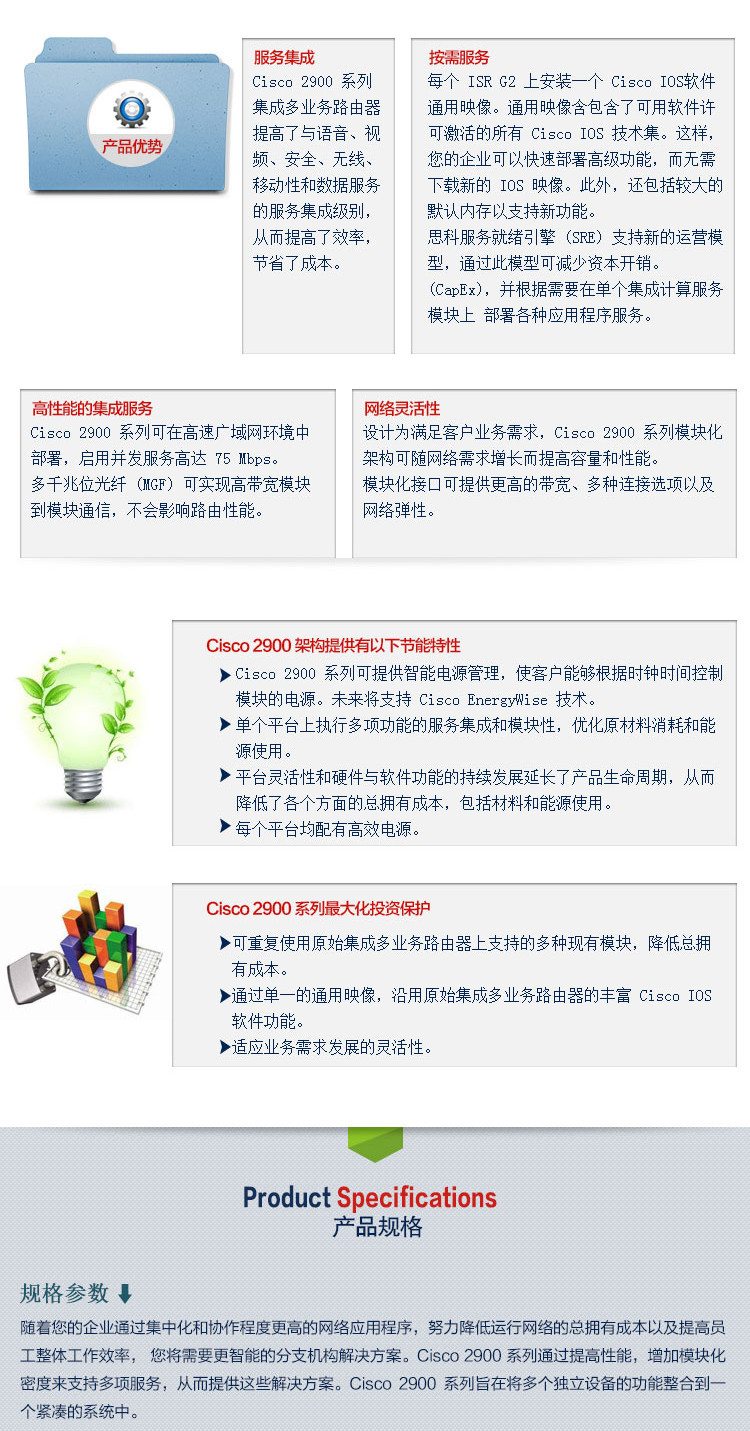 产品优势
服务集成
Cisco 2900 系列
集成多业务路由器
提高了与语音、视
频、安全、无线、
移动性和数据服务
的服务集成级别，
从而提高了效率，
节省了成本。
按需服务
每个 ISR G2 上安装一个 Cisco IOS软件
通用映像。通用映像含包含了可用软件许
可激活的所有 Cisco IOS 技术集。这样，
您的企业可以快速部署高级功能，而无需
下载新的 IOS 映像。此外，还包括较大的
默认内存以支持新功能。
思科服务就绪引擎（SRE）支持新的运营模
型，通过此模型可减少资本开销。
(CapEx)，并根据需要在单个集成计算服务
模块上 部署各种应用程序服务。
高性能的集成服务
Cisco 2900 系列可在高速广域网环境中
部署，启用并发服务高达 75 Mbps。
多千兆位光纤（MGF）可实现高带宽模块
到模块通信，不会影响路由性能。
网络灵活性
设计为满足客户业务需求，Cisco 2900 系列模块化
架构可随网络需求增长而提高容量和性能。
模块化接口可提供更高的带宽、多种连接选项以及
网络弹性。
Cisco 2900 架构提供有以下节能特性
Cisco 2900 系列可提供智能电源管理，使客户能够根据时钟时间控制
模块的电源。未来将支持 Cisco EnergyWise 技术。
单个平台上执行多项功能的服务集成和模块性，优化原材料消耗和能
源使用。
平台灵活性和硬件与软件功能的持续发展延长了产品生命周期，从而
降低了各个方面的总拥有成本，包括材料和能源使用。
每个平台均配有高效电源。
Cisco 2900 系列最大化投资保护
可重复使用原始集成多业务路由器上支持的多种现有模块，降低总拥
有成本。
通过单一的通用映像，沿用原始集成多业务路由器的丰富 Cisco IOS
软件功能。
适应业务需求发展的灵活性。
Product Specifications
产品规格
规格参数
随着您的企业通过集中化和协作程度更高的网络应用程序，努力降低运行网络的总拥有成本以及提高员
工整体工作效率， 您将需要更智能的分支机构解决方案。Cisco 2900 系列通过提高性能，增加模块化
密度来支持多项服务，从而提供这些解决方案。Cisco 2900 系列旨在将多个独立设备的功能整合到一
个紧凑的系统中。